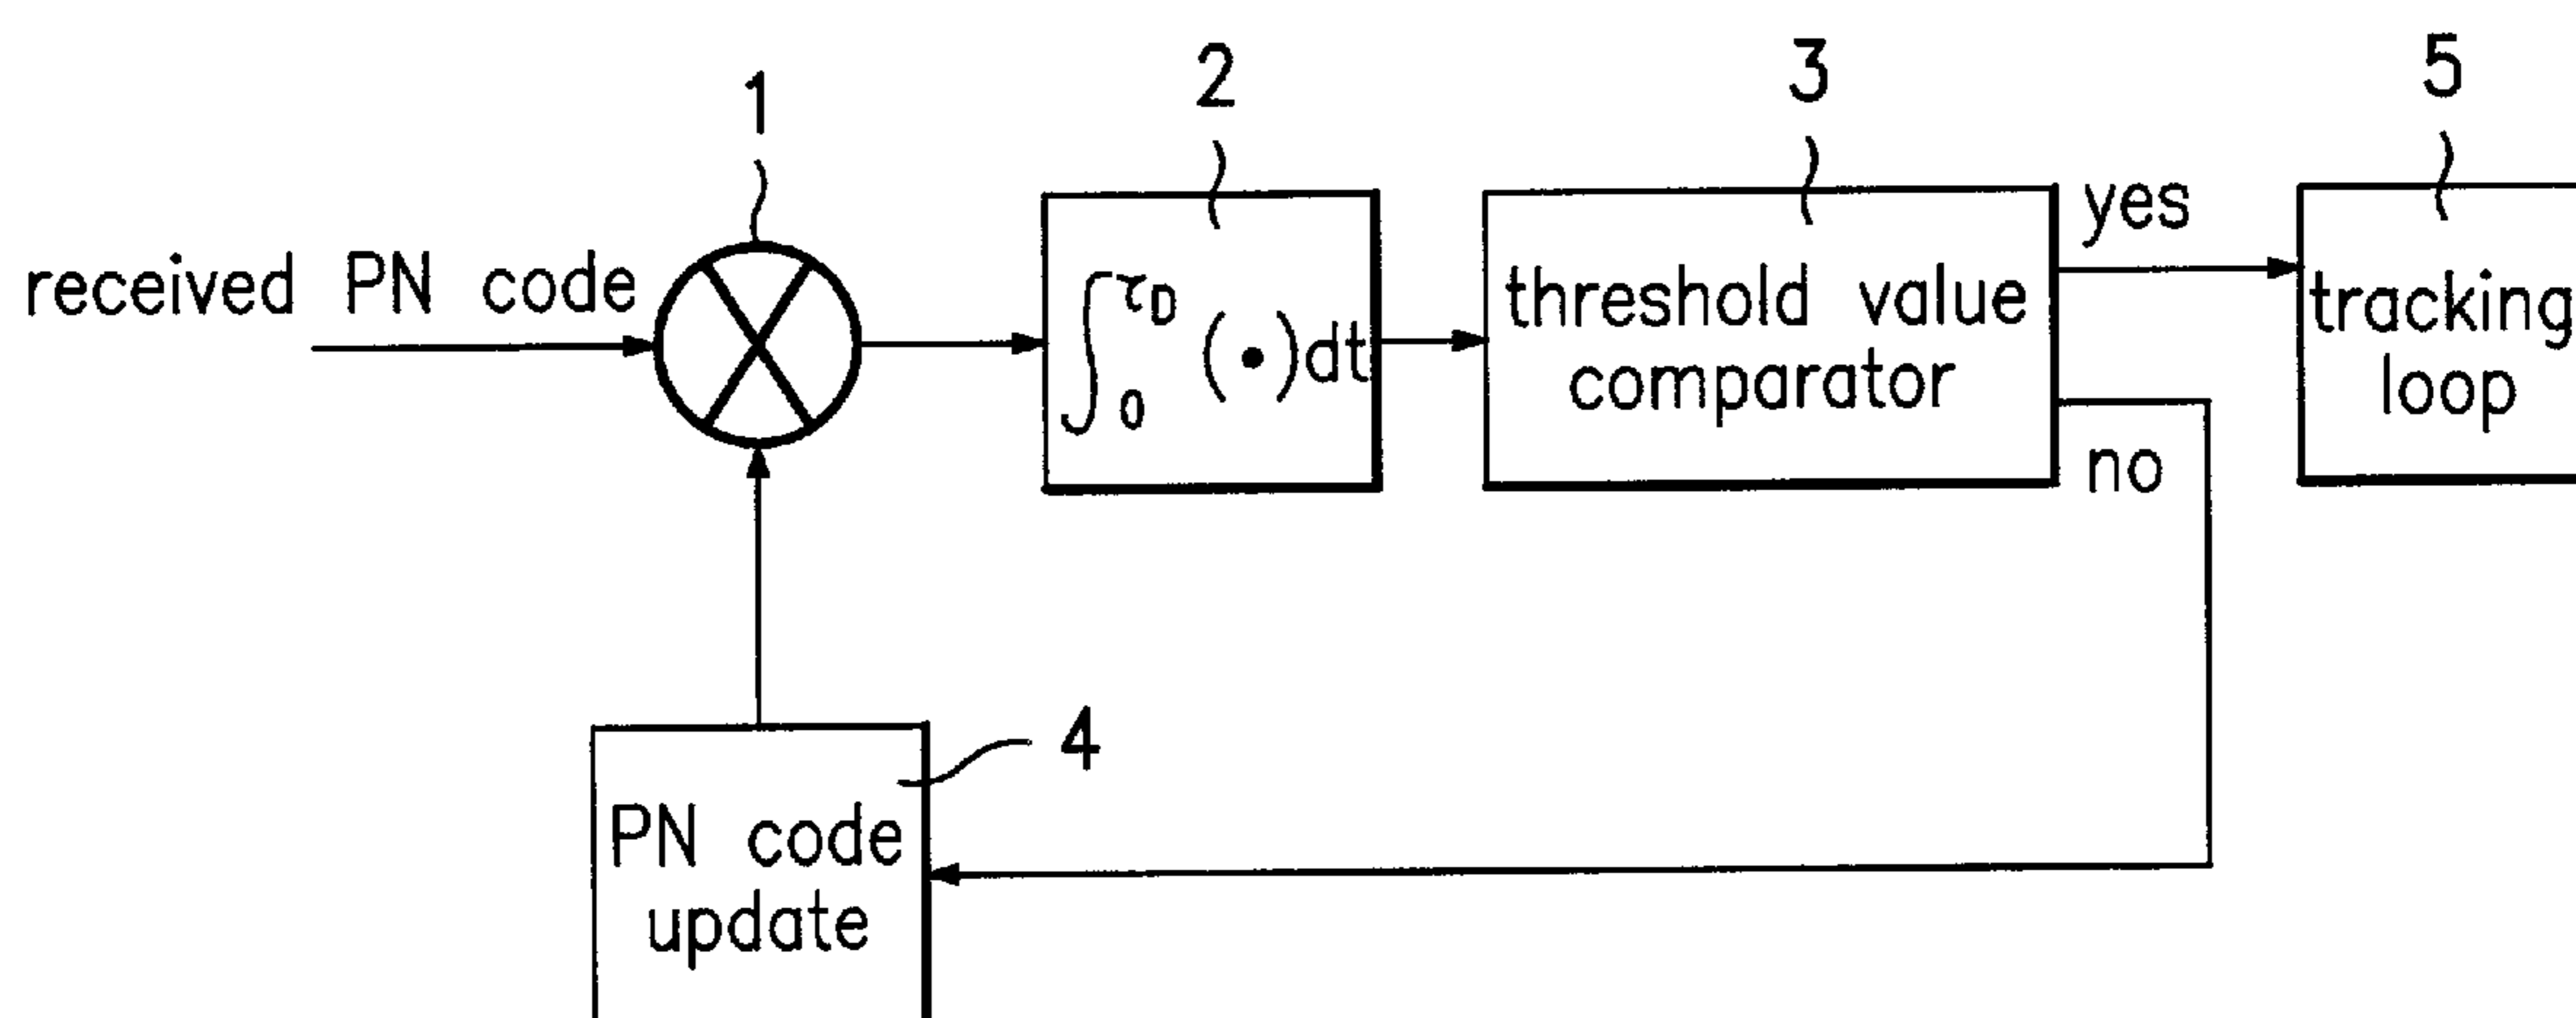 1
2
3
5
received PN code
∫₀^τD (•)dt
threshold value
comparator
yes
no
tracking
loop
4
PN code
update